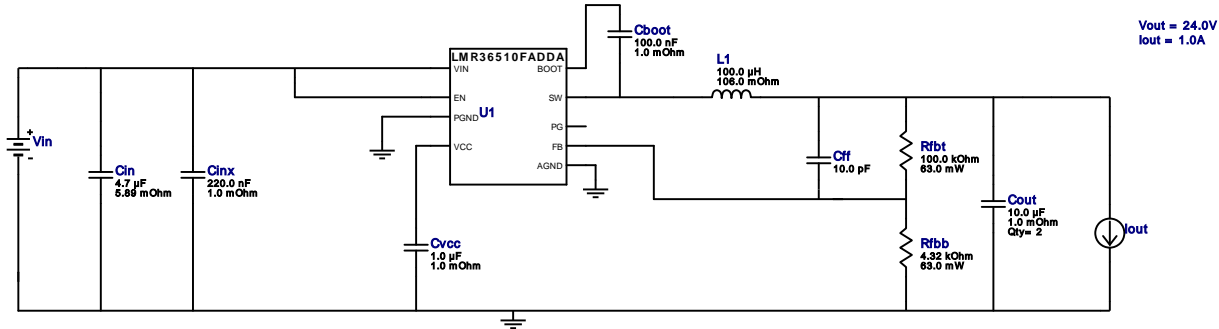 Vout = 24.0V
Iout = 1.0A
Cboot
100.0 nF
1.0 mOhm
LMR36510FADDA
VIN
BOOT
EN
SW
PGND
U1
PG
VCC
FB
AGND
L1
100.0 µH
106.0 mOhm
Vin
+
-
Cin
4.7 µF
5.89 mOhm
Cinx
220.0 nF
1.0 mOhm
Cvcc
1.0 µF
1.0 mOhm
Cff
10.0 pF
Rfbt
100.0 kOhm
63.0 mW
Rfbb
4.32 kOhm
63.0 mW
Cout
10.0 µF
1.0 mOhm
Qty= 2
Iout